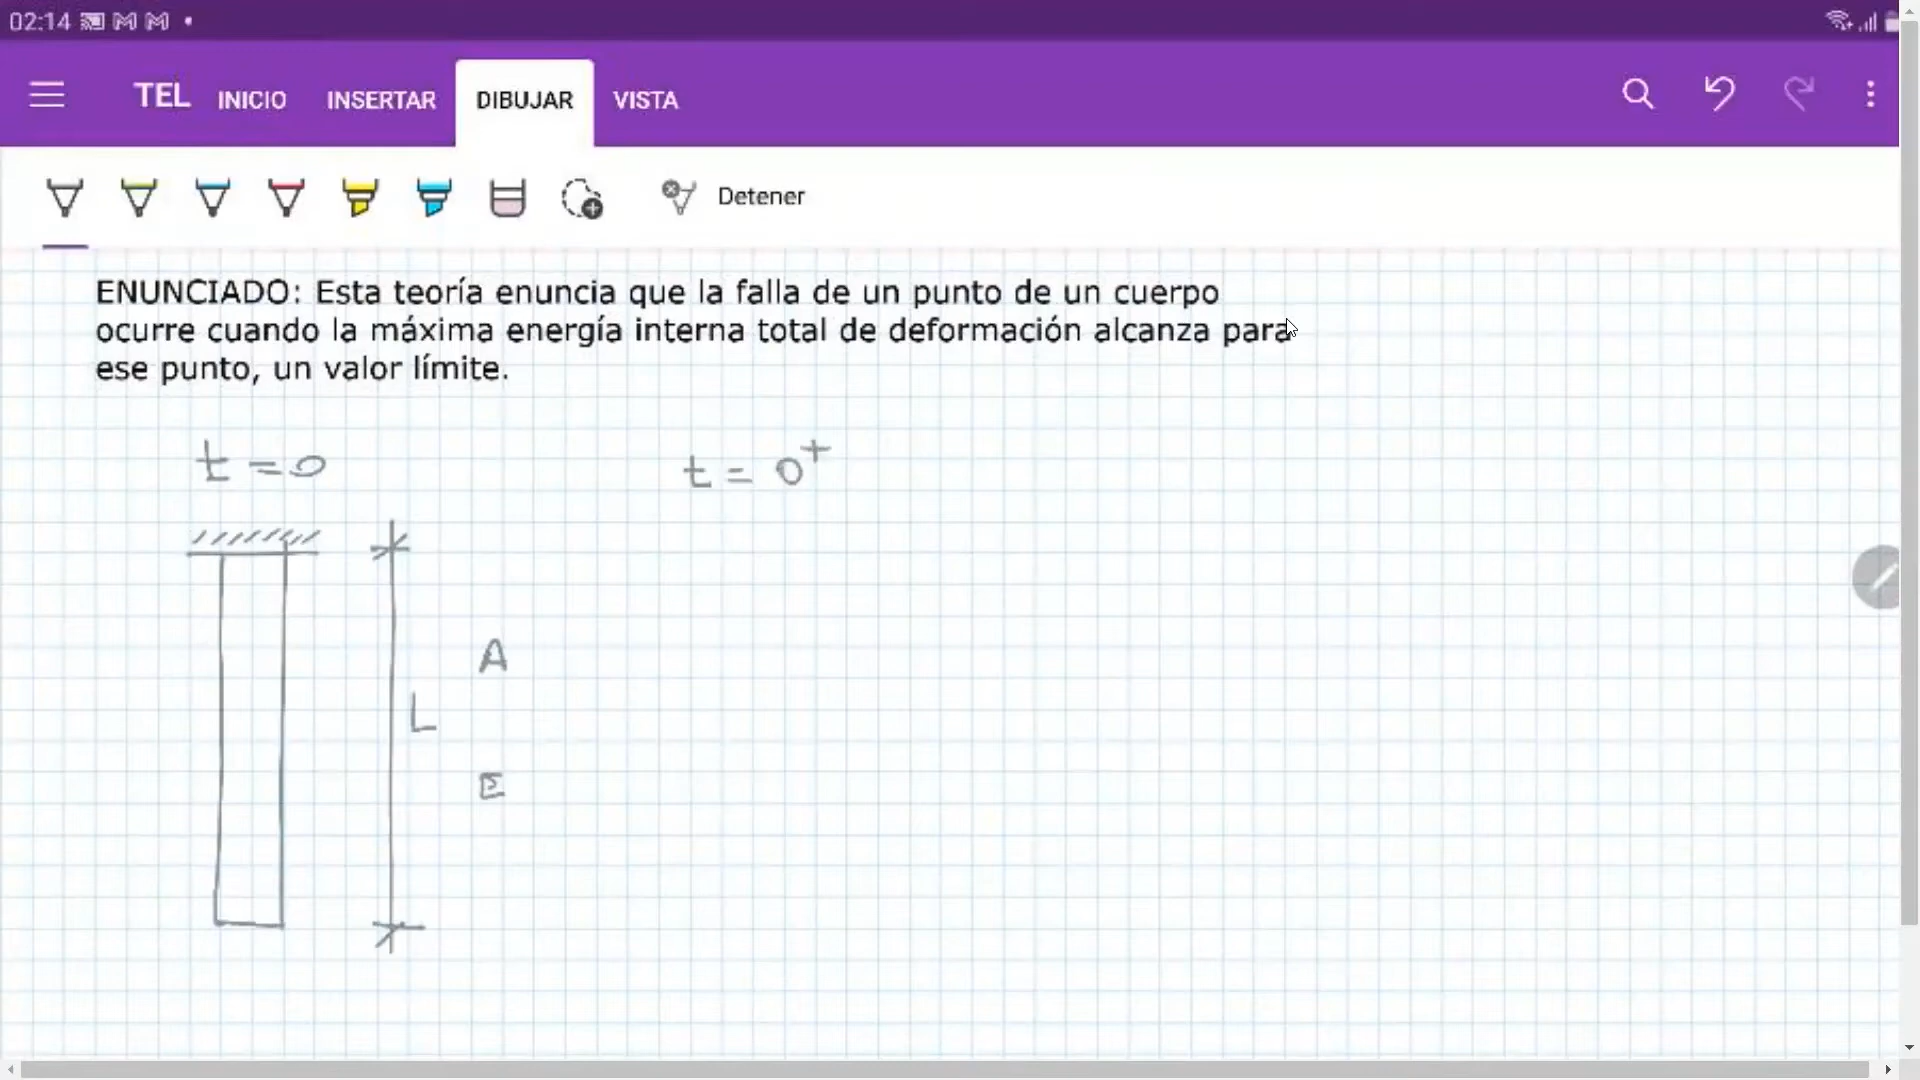 02:14
TEL INICIO INSERTAR DIBUJAR VISTA
Detener
ENUNCIADO: Esta teoría enuncia que la falla de un punto de un cuerpo
ocurre cuando la máxima energía interna total de deformación alcanza para
ese punto, un valor límite.
t = 0
t = 0+
A
L
E